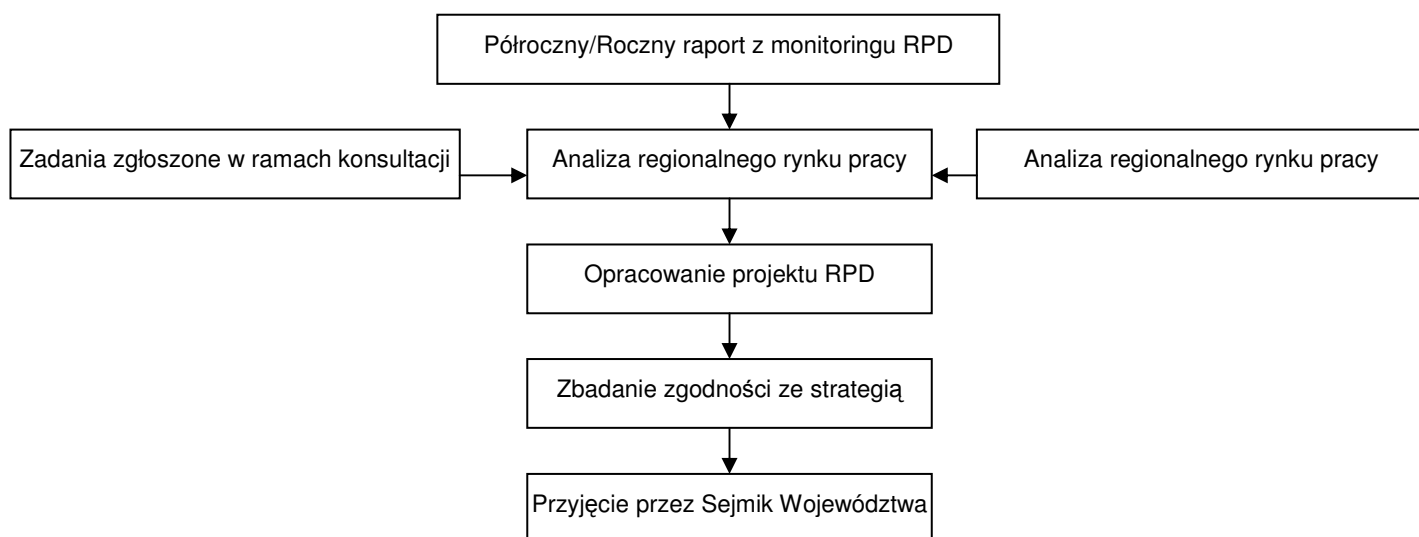 Półroczny/Roczny raport z monitoringu RPD
Zadania zgłoszone w ramach konsultacji
Analiza regionalnego rynku pracy
Analiza regionalnego rynku pracy
Opracowanie projektu RPD
Zbadanie zgodności ze strategią
Przyjęcie przez Sejmik Województwa